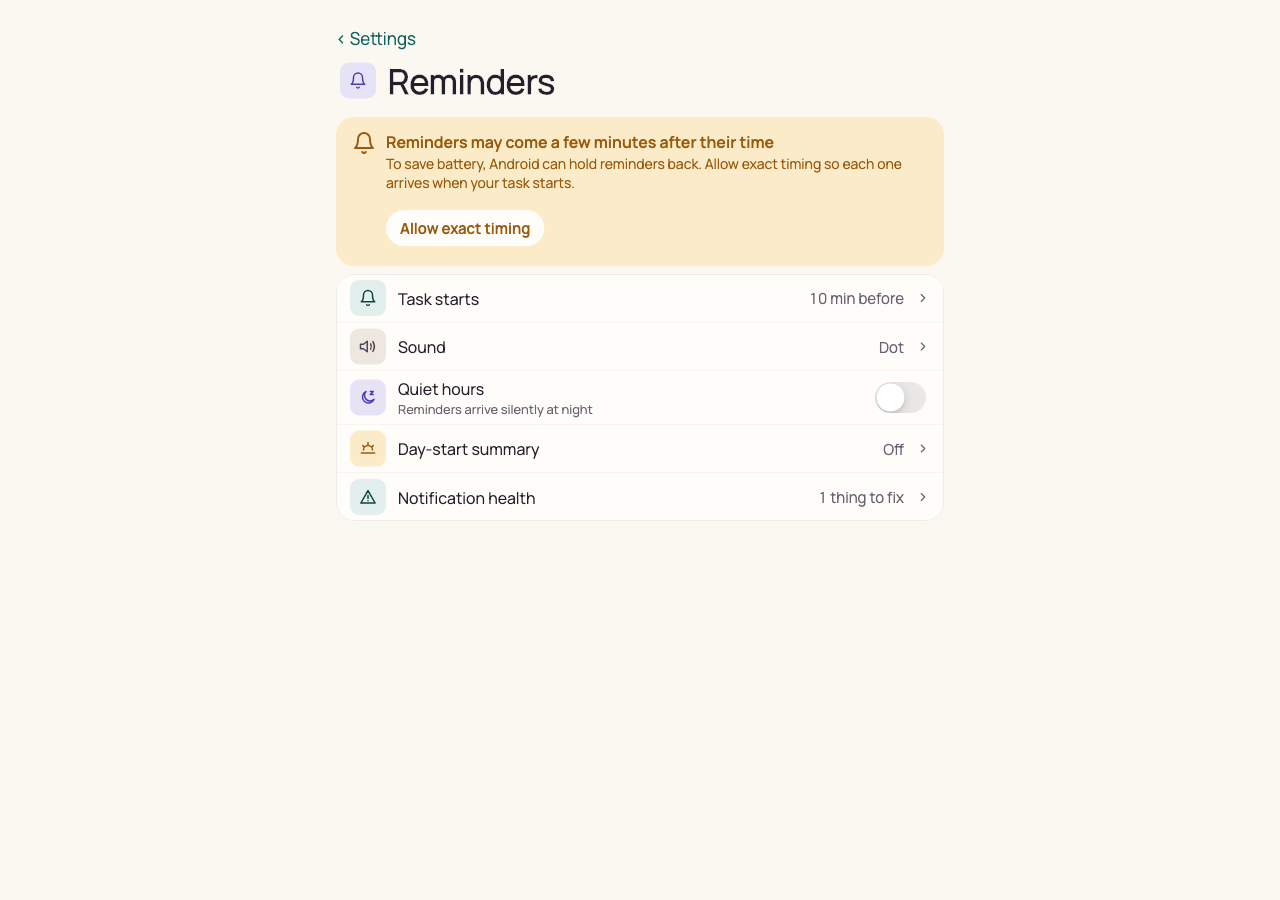 ‹ Settings
Reminders
Reminders may come a few minutes after their time
To save battery, Android can hold reminders back. Allow exact timing so each one
arrives when your task starts.
Allow exact timing
Task starts 10 min before
Sound Dot
Quiet hours
Reminders arrive silently at night
Day-start summary Off
Notification health 1 thing to fix